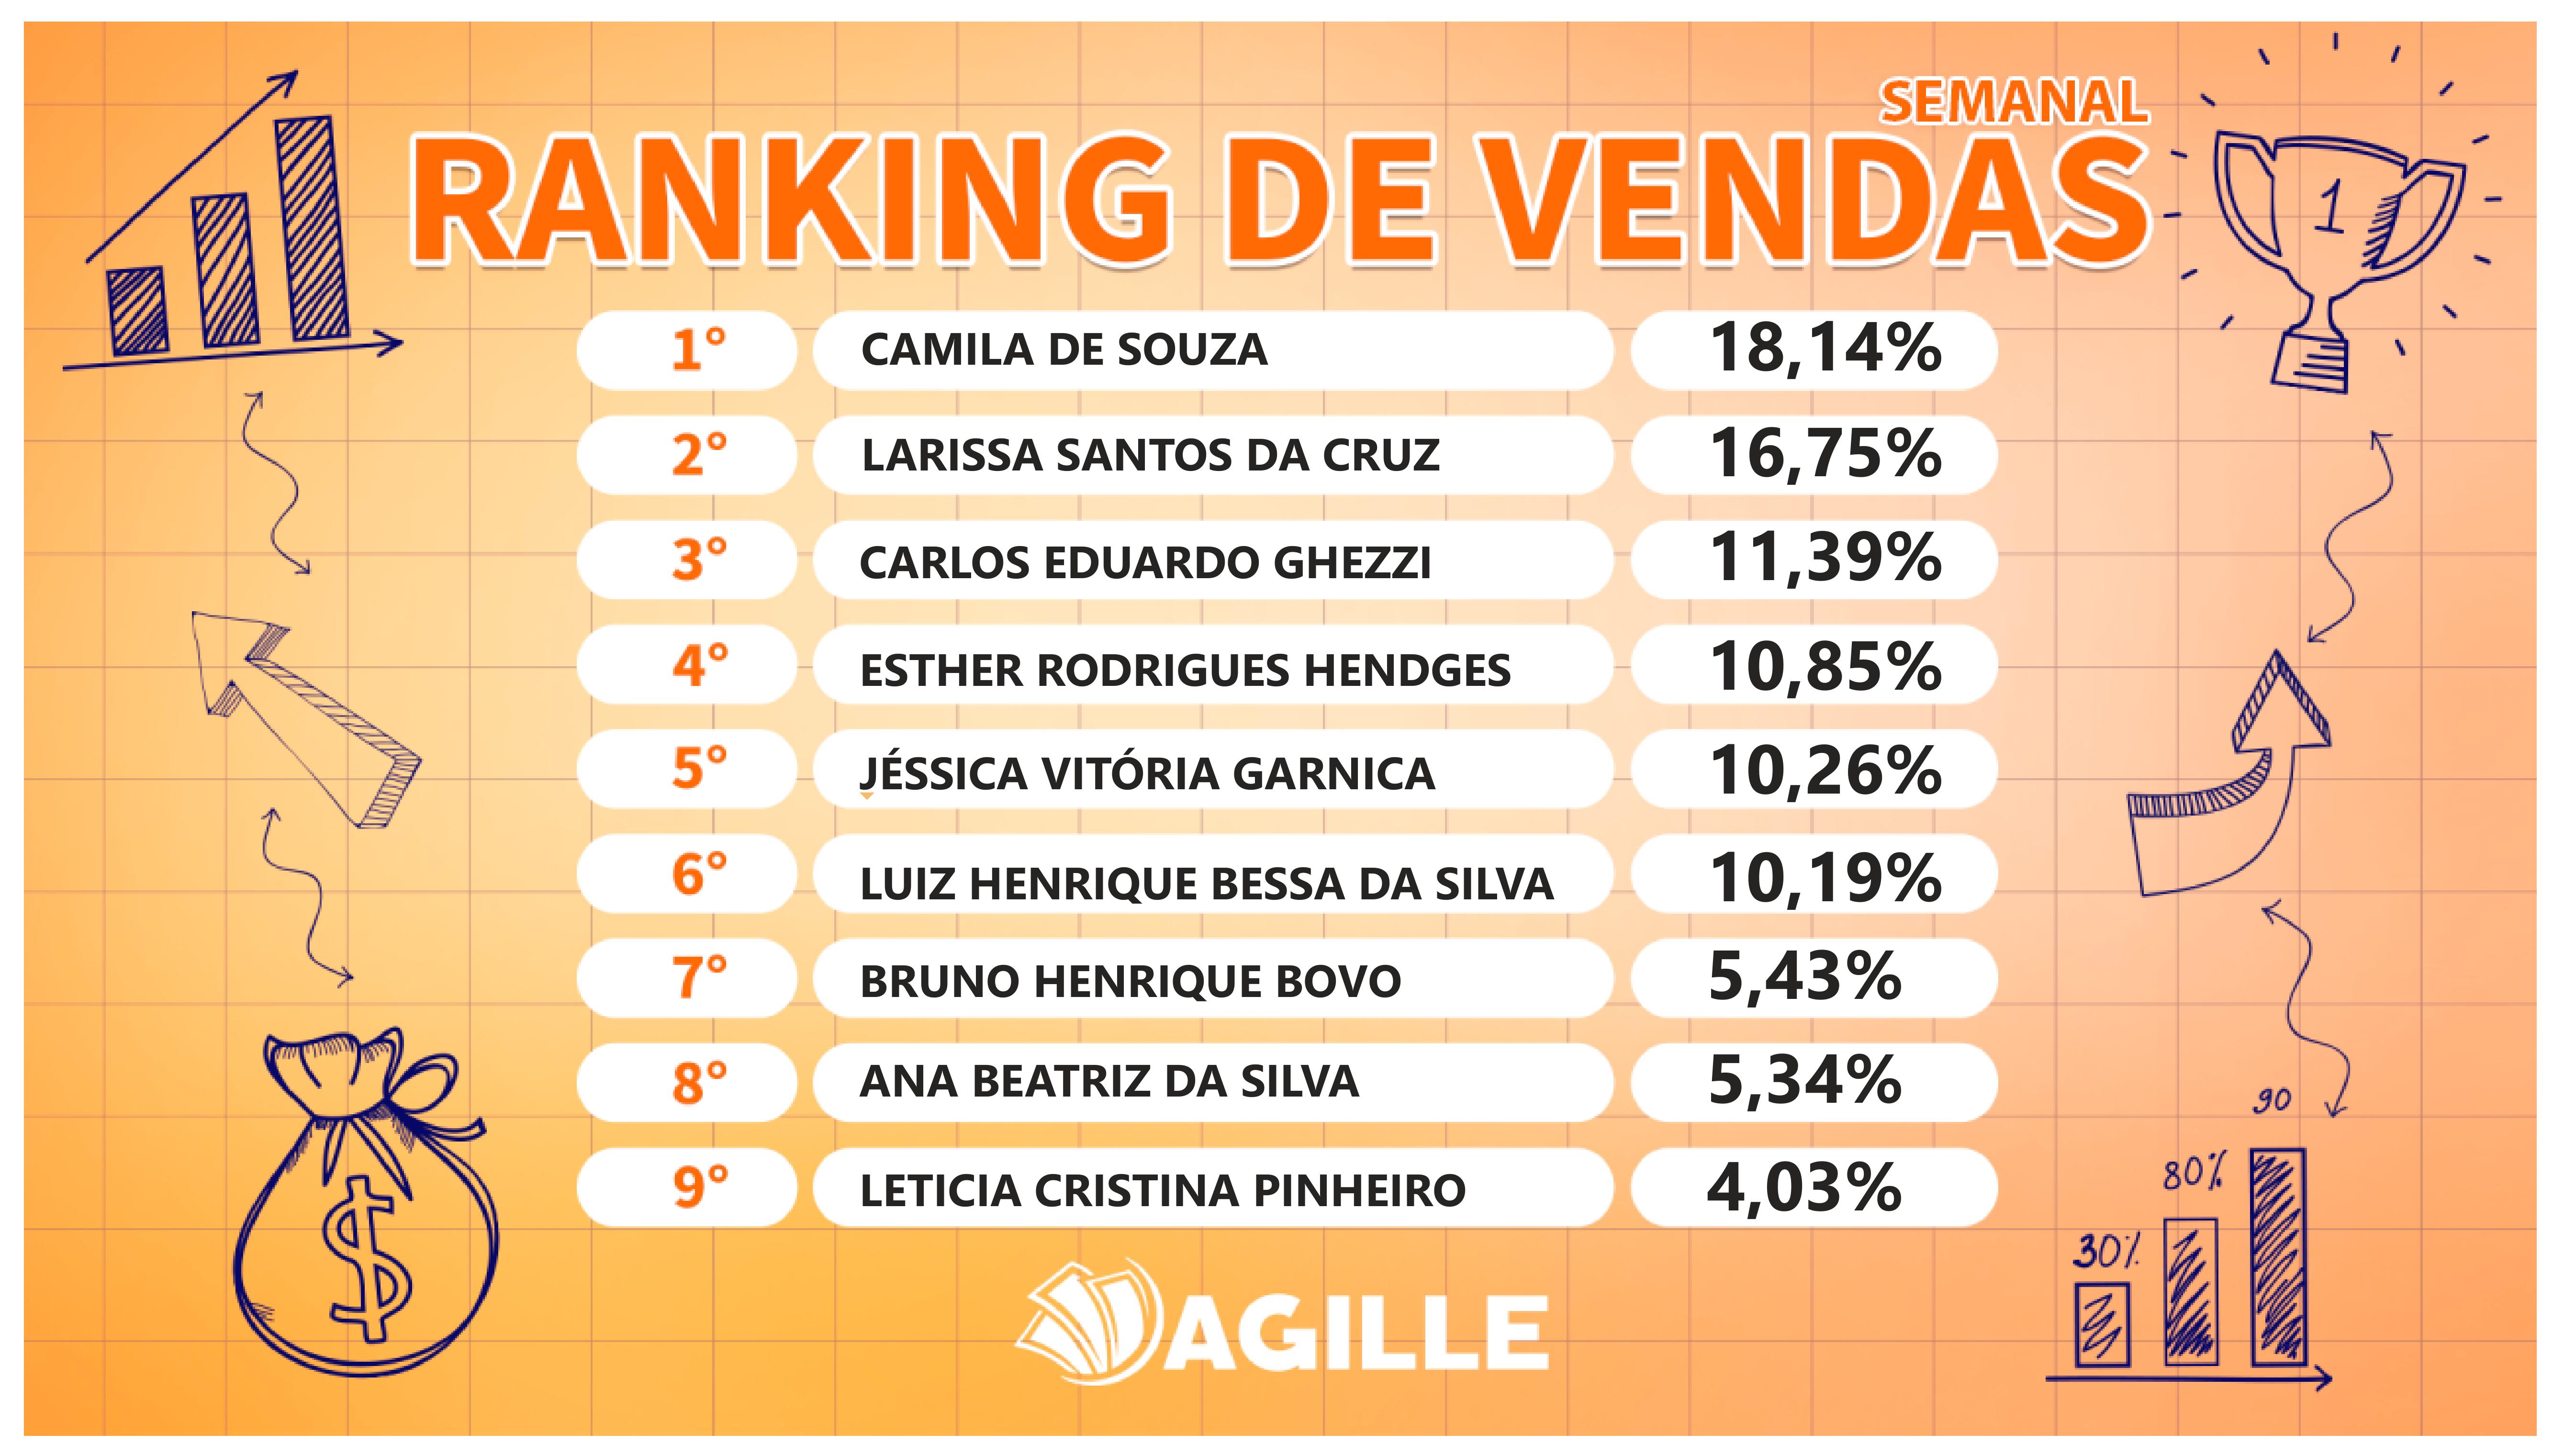 SEMANAL
RANKING DE VENDAS
1
1° CAMILA DE SOUZA 18,14%
2° LARISSA SANTOS DA CRUZ 16,75%
3° CARLOS EDUARDO GHEZZI 11,39%
4° ESTHER RODRIGUES HENDGES 10,85%
5° JÉSSICA VITÓRIA GARNICA 10,26%
6° LUIZ HENRIQUE BESSA DA SILVA 10,19%
7° BRUNO HENRIQUE BOVO 5,43%
8° ANA BEATRIZ DA SILVA 5,34%
9° LETICIA CRISTINA PINHEIRO 4,03%
90
80%
30%
$
AGILLE